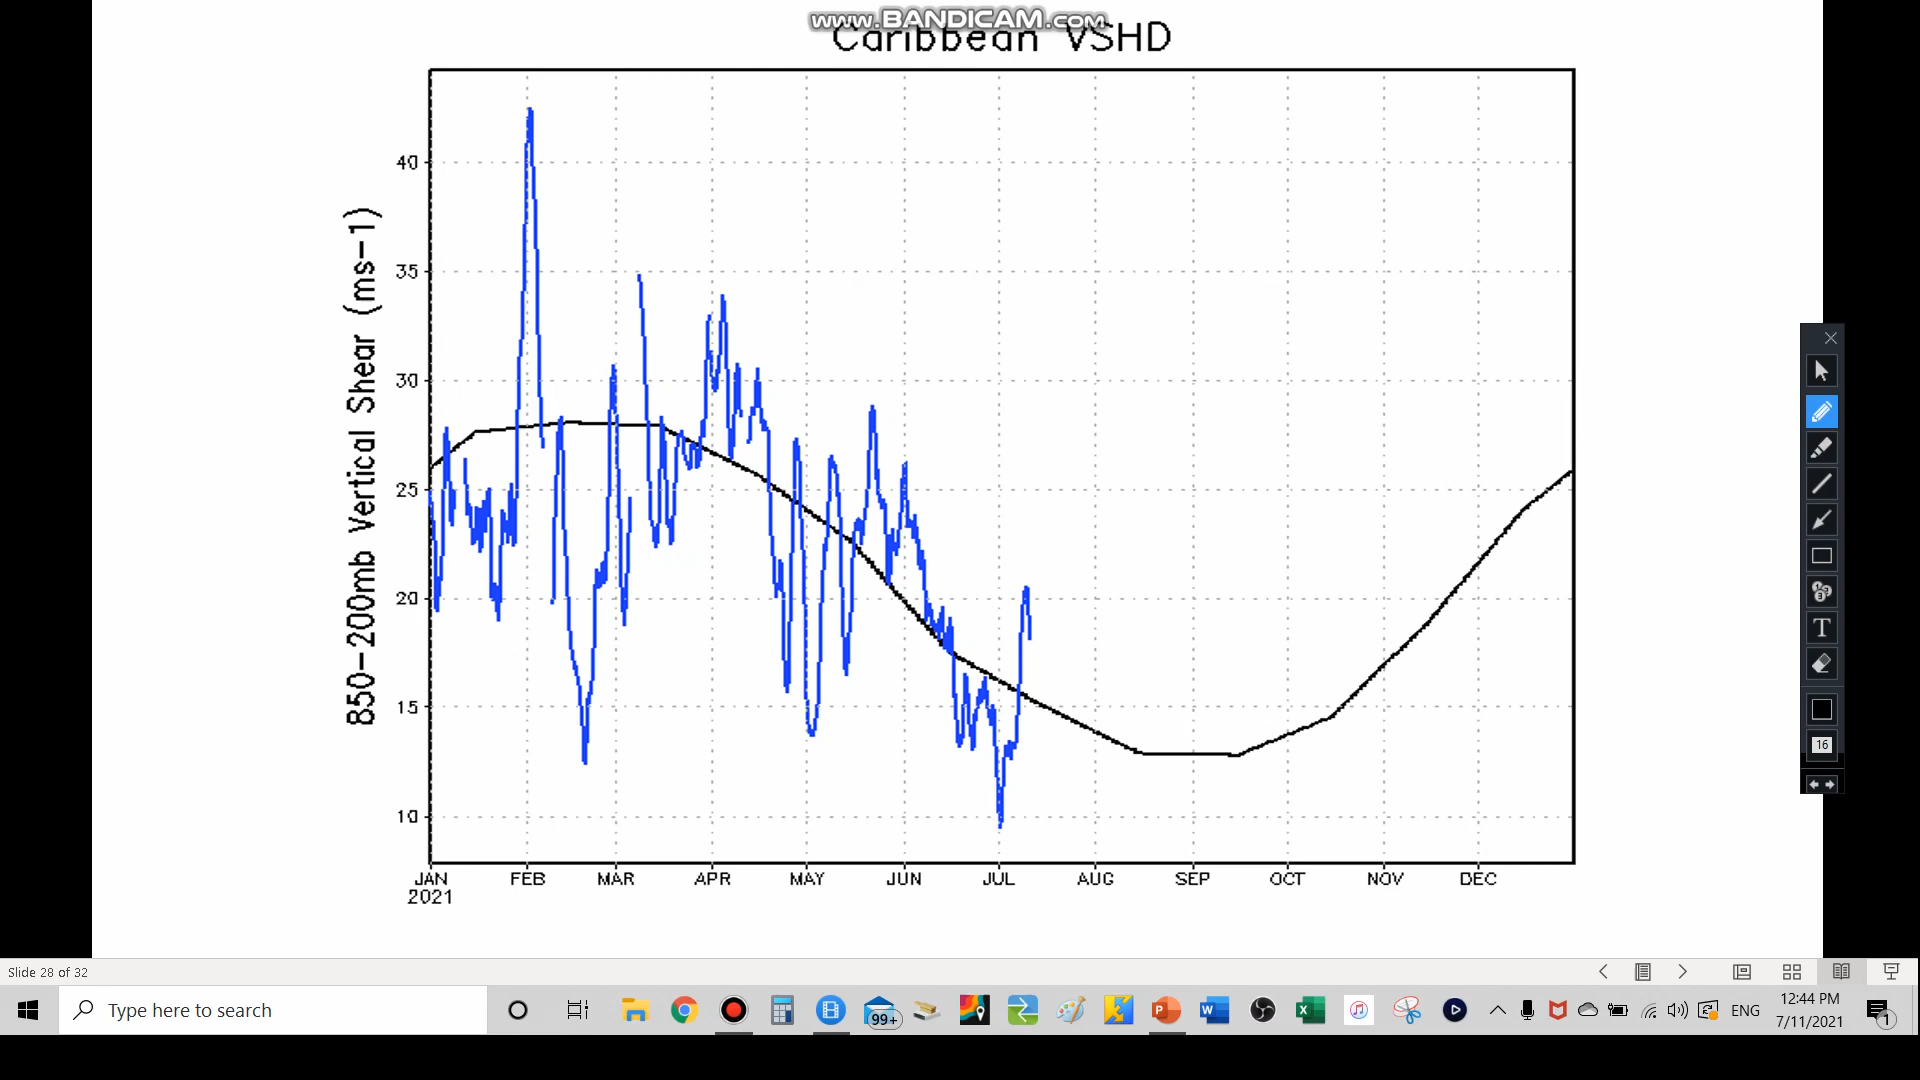 www.BANDICAM.com
Caribbean VSHD
850-200mb Vertical Shear (ms-1)
40
35
30
25
20
15
10
JAN FEB MAR APR MAY JUN JUL AUG SEP OCT NOV DEC
2021
T
16
Slide 28 of 32
Type here to search
99+
ENG
12:44 PM
7/11/2021
1